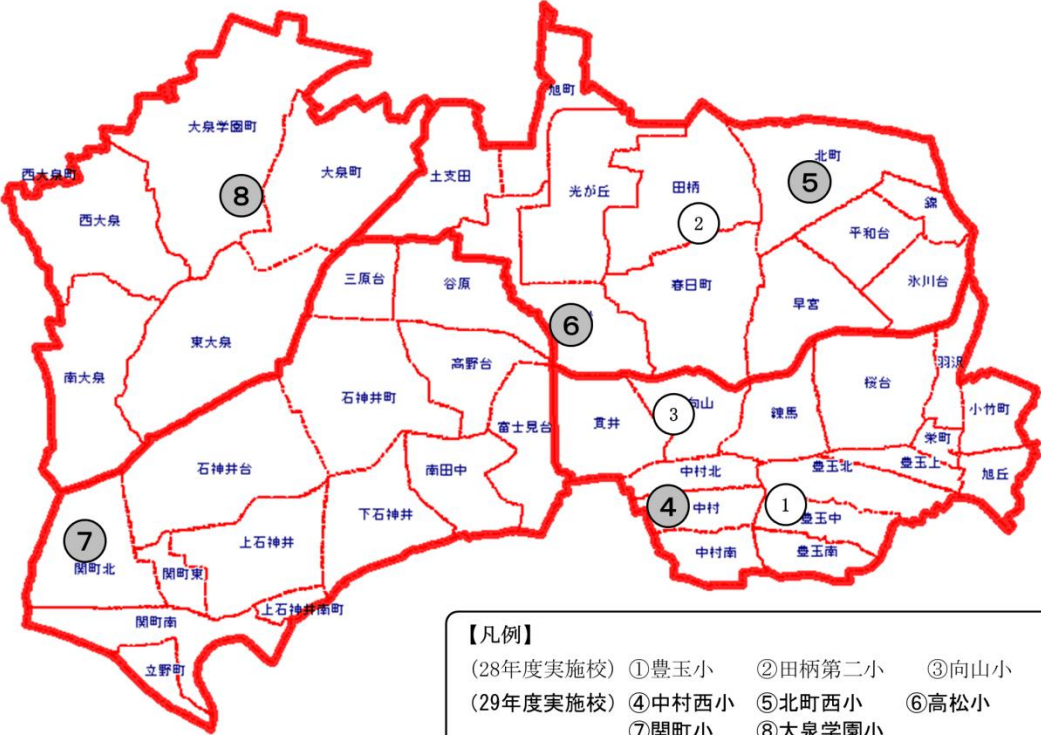 旭町
大泉学園町
北町
大泉町
西大泉町
土支田
⑧
⑤
光が丘
田柄
錦
西大泉
②
平和台
三原台
谷原
春日町
氷川台
早宮
⑥
東大泉
高野台
羽沢
南大泉
桜台
石神井町
小竹町
③
向山
練馬
貫井
富士見台
栄町
石神井台
南田中
中村北
豊玉北
豊玉上
旭丘
④
中村
①
豊玉中
下石神井
⑦
上石神井
中村南
豊玉南
関町北
関町東
上石神井南町
関町南
立野町
【凡例】
(28年度実施校) ①豊玉小 ②田柄第二小 ③向山小
(29年度実施校) ④中村西小 ⑤北町西小 ⑥高松小
⑦関町小 ⑧大泉学園小